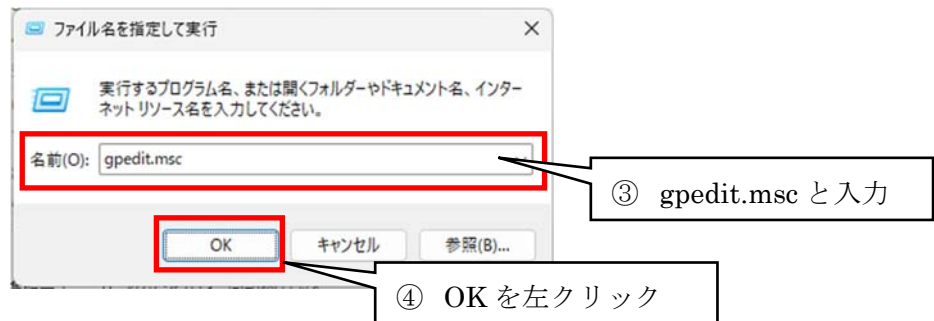 ファイル名を指定して実行
実行するプログラム名、または開くフォルダーやドキュメント名、インター
ネット リソース名を入力してください。
名前(O): gpedit.msc
③ gpedit.msc と入力
OK キャンセル 参照(B)...
④ OK を左クリック